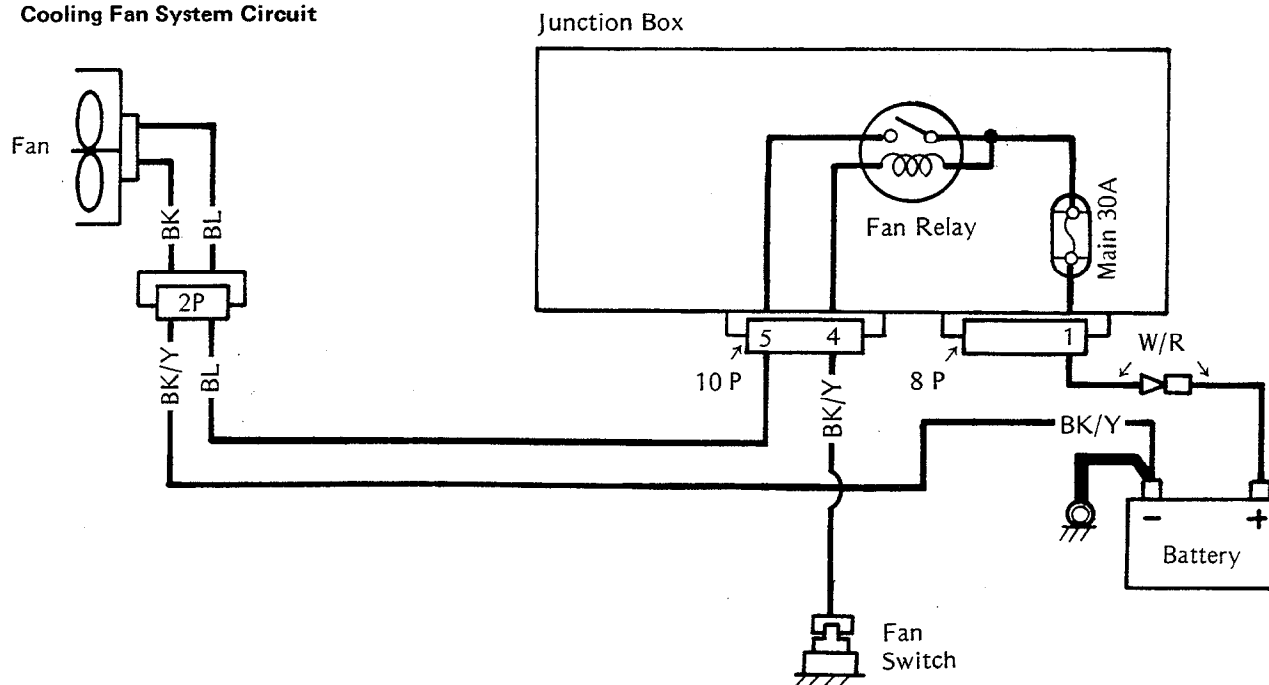 Cooling Fan System Circuit
Junction Box
Fan
BK
BL
Fan Relay
Main 30A
2P
5 4
1
W/R
10 P
8 P
BK/Y
BL
BK/Y
BK/Y
− +
Battery
Fan
Switch